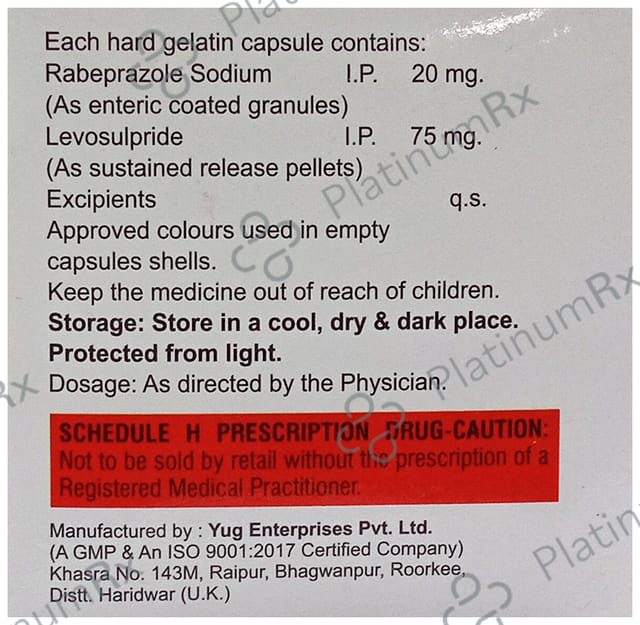 Each hard gelatin capsule contains:
Rabeprazole Sodium I.P. 20 mg.
(As enteric coated granules)
Levosulpride I.P. 75 mg.
(As sustained release pellets)
Excipients q.s.
Approved colours used in empty
capsules shells.
Keep the medicine out of reach of children.
Storage: Store in a cool, dry & dark place.
Protected from light.
Dosage: As directed by the Physician.
SCHEDULE H PRESCRIPTION DRUG-CAUTION:
Not to be sold by retail without the prescription of a
Registered Medical Practitioner.
Manufactured by : Yug Enterprises Pvt. Ltd.
(A GMP & An ISO 9001:2017 Certified Company)
Khasra No. 143M, Raipur, Bhagwanpur, Roorkee,
Distt. Haridwar (U.K.)
PlatinumRx
PlatinumRx